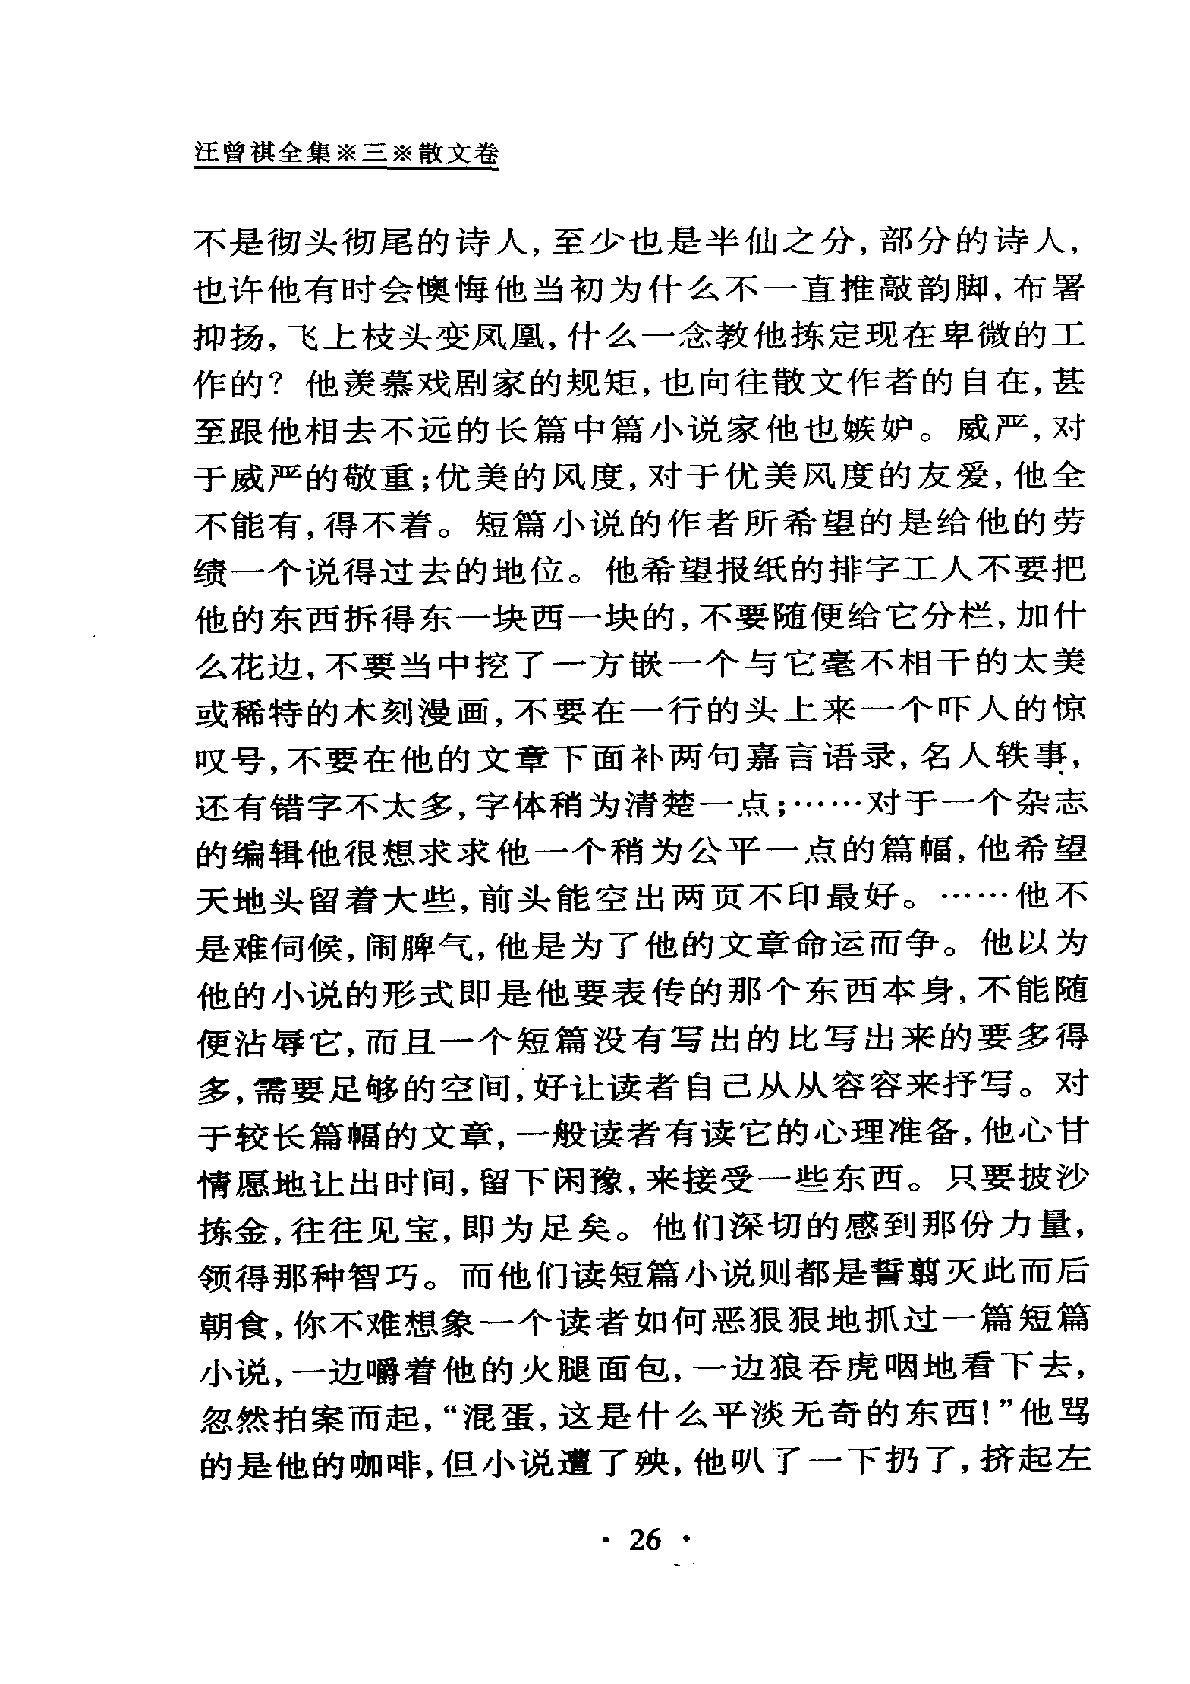 汪曾祺全集※三※散文卷
不是彻头彻尾的诗人,至少也是半仙之分,部分的诗人,
也许他有时会懊悔他当初为什么不一直推敲韵脚,布署
抑扬,飞上枝头变凤凰,什么一念教他拣定现在卑微的工
作的? 他羡慕戏剧家的规矩,也向往散文作者的自在,甚
至跟他相去不远的长篇中篇小说家他也嫉妒。威严,对
于威严的敬重;优美的风度,对于优美风度的友爱,他全
不能有,得不着。短篇小说的作者所希望的是给他的劳
绩一个说得过去的地位。他希望报纸的排字工人不要把
他的东西拆得东一块西一块的,不要随便给它分栏,加什
么花边,不要当中挖了一方嵌一个与它毫不相干的太美
或稀特的木刻漫画,不要在一行的头上来一个吓人的惊
叹号,不要在他的文章下面补两句嘉言语录,名人轶事,
还有错字不太多,字体稍为清楚一点;……对于一个杂志
的编辑他很想求求他一个稍为公平一点的篇幅,他希望
天地头留着大些,前头能空出两页不印最好。……他不
是难伺候,闹脾气,他是为了他的文章命运而争。他以为
他的小说的形式即是他要表传的那个东西本身,不能随
便沾辱它,而且一个短篇没有写出的比写出来的要多得
多,需要足够的空间,好让读者自己从从容容来抒写。对
于较长篇幅的文章,一般读者有读它的心理准备,他心甘
情愿地让出时间,留下闲豫,来接受一些东西。只要披沙
拣金,往往见宝,即为足矣。他们深切的感到那份力量,
领得那种智巧。而他们读短篇小说则都是誓翦灭此而后
朝食,你不难想象一个读者如何恶狠狠地抓过一篇短篇
小说,一边嚼着他的火腿面包,一边狼吞虎咽地看下去,
忽然拍案而起,“混蛋,这是什么平淡无奇的东西!”他骂
的是他的咖啡,但小说遭了殃,他叭了一下扔了,挤起左
· 26 ·